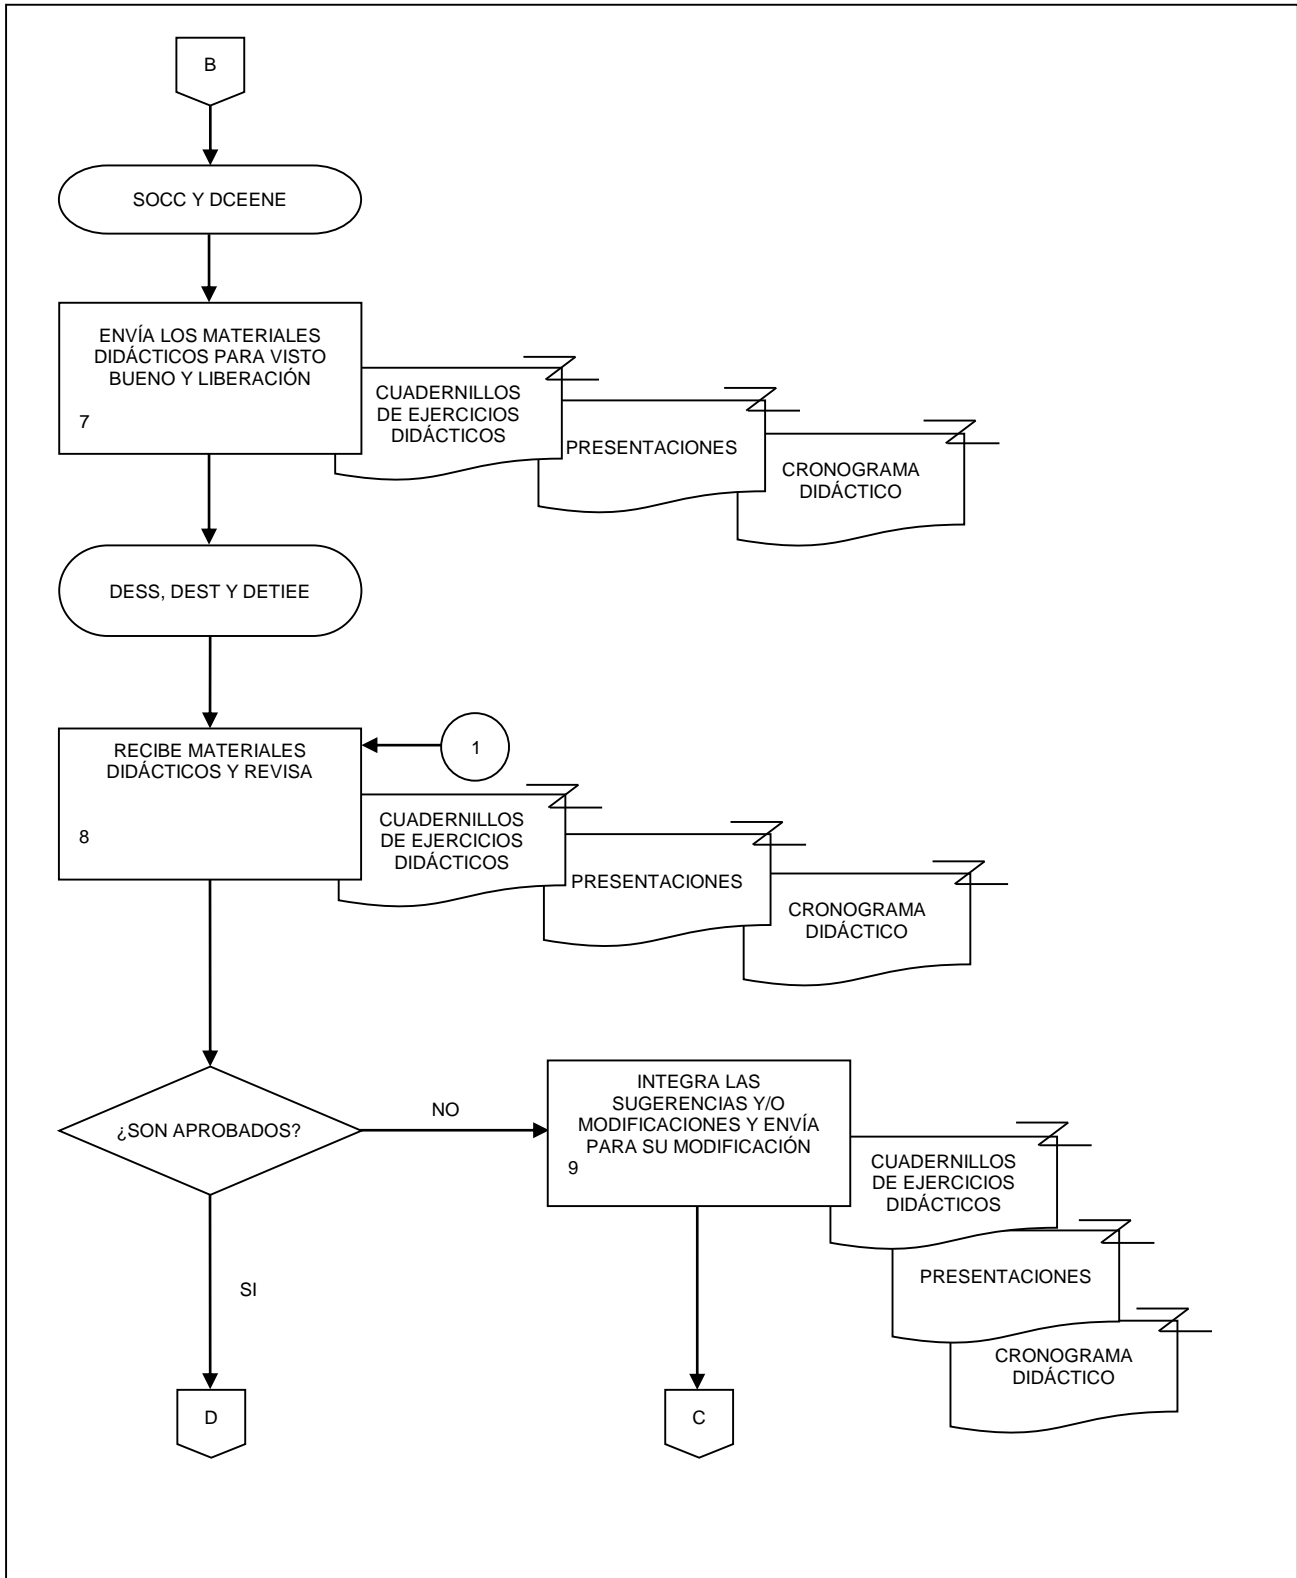 B
SOCC Y DCEENE
ENVÍA LOS MATERIALES
DIDÁCTICOS PARA VISTO
BUENO Y LIBERACIÓN
7
CUADERNILLOS
DE EJERCICIOS
DIDÁCTICOS
PRESENTACIONES
CRONOGRAMA
DIDÁCTICO
DESS, DEST Y DETIEE
RECIBE MATERIALES
DIDÁCTICOS Y REVISA
8
1
CUADERNILLOS
DE EJERCICIOS
DIDÁCTICOS
PRESENTACIONES
CRONOGRAMA
DIDÁCTICO
¿SON APROBADOS?
NO
INTEGRA LAS
SUGERENCIAS Y/O
MODIFICACIONES Y ENVÍA
PARA SU MODIFICACIÓN
9
CUADERNILLOS
DE EJERCICIOS
DIDÁCTICOS
PRESENTACIONES
CRONOGRAMA
DIDÁCTICO
SI
D
C